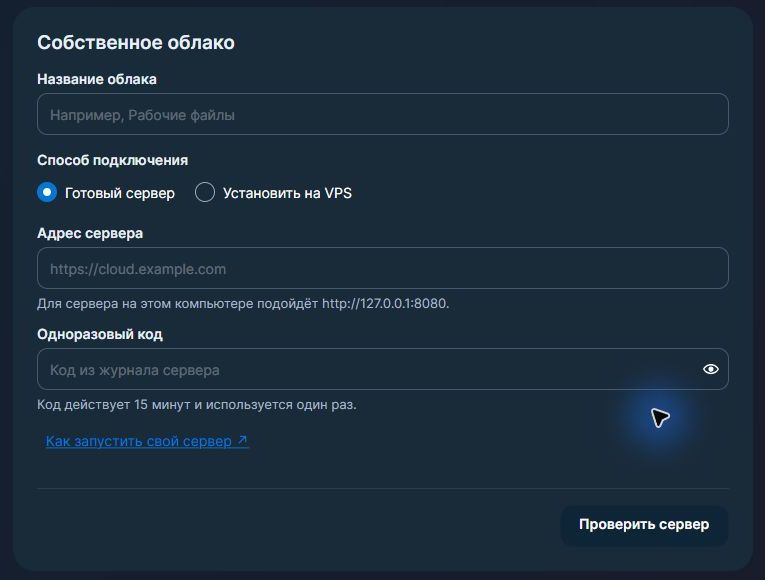 Собственное облако
Название облака
Например, Рабочие файлы
Способ подключения
Готовый сервер Установить на VPS
Адрес сервера
https://cloud.example.com
Для сервера на этом компьютере подойдёт http://127.0.0.1:8080.
Одноразовый код
Код из журнала сервера
Код действует 15 минут и используется один раз.
Как запустить свой сервер ↗
Проверить сервер